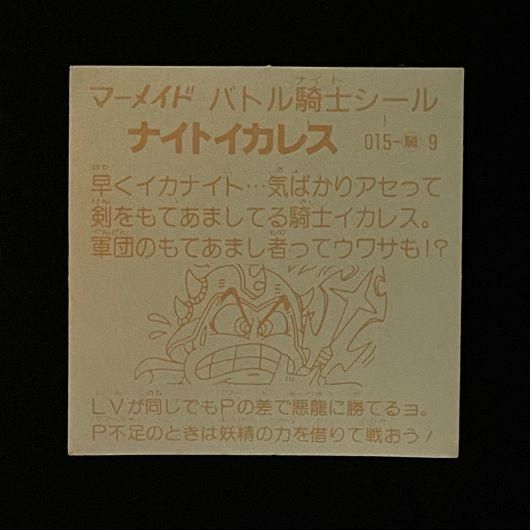 マーメイド バトル騎士シール
ナイトイカレス 015-騎9
早くイカナイト…気ばかりアセって
剣をもてあましてる騎士イカレス。
軍団のもてあまし者ってウワサも!?
LVが同じでもPの差で悪龍に勝てるヨ。
P不足のときは妖精の力を借りて戦おう!